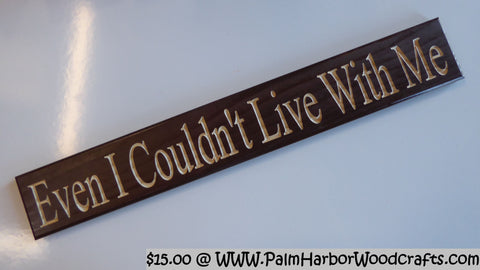 Even I Couldn't Live With Me
$15.00 @ WWW.PalmHarborWoodcrafts.com